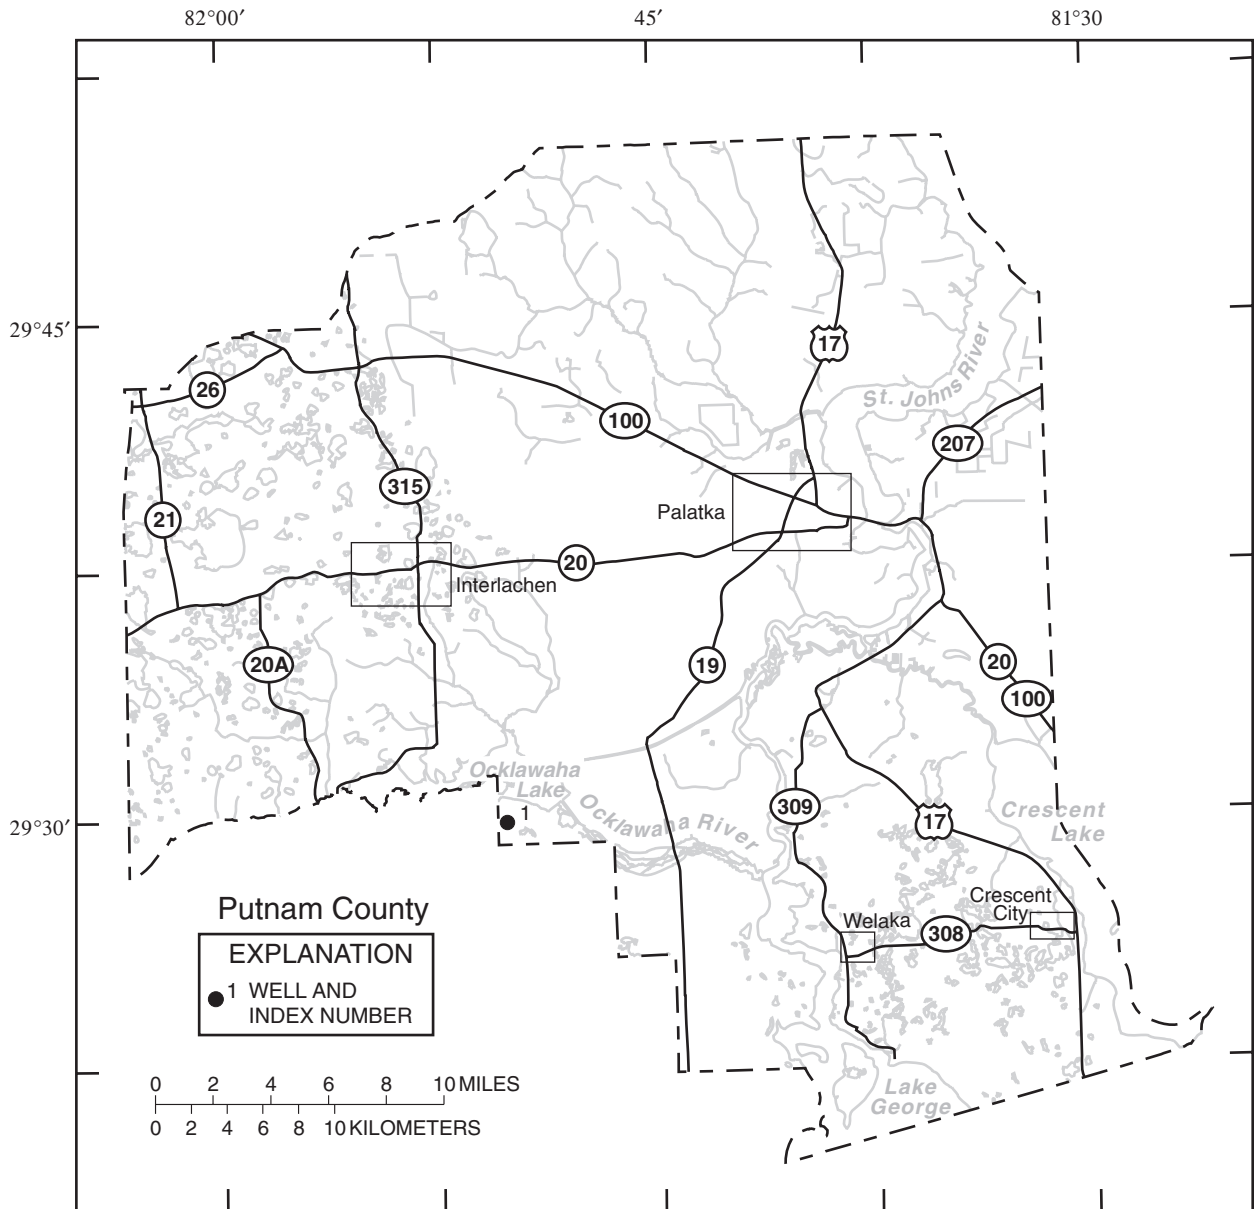 82°00′ 45′ 81°30
29°45′
17
St. Johns River
26
100
207
315
21
Palatka
20
Interlachen
20A
19
20
100
Ocklawaha
Lake
Ocklawaha River
309
17
Crescent
Lake
29°30′
1
Crescent
City
Welaka
308
Putnam County
EXPLANATION
1 WELL AND
INDEX NUMBER
0 2 4 6 8 10 MILES
0 2 4 6 8 10 KILOMETERS
Lake
George